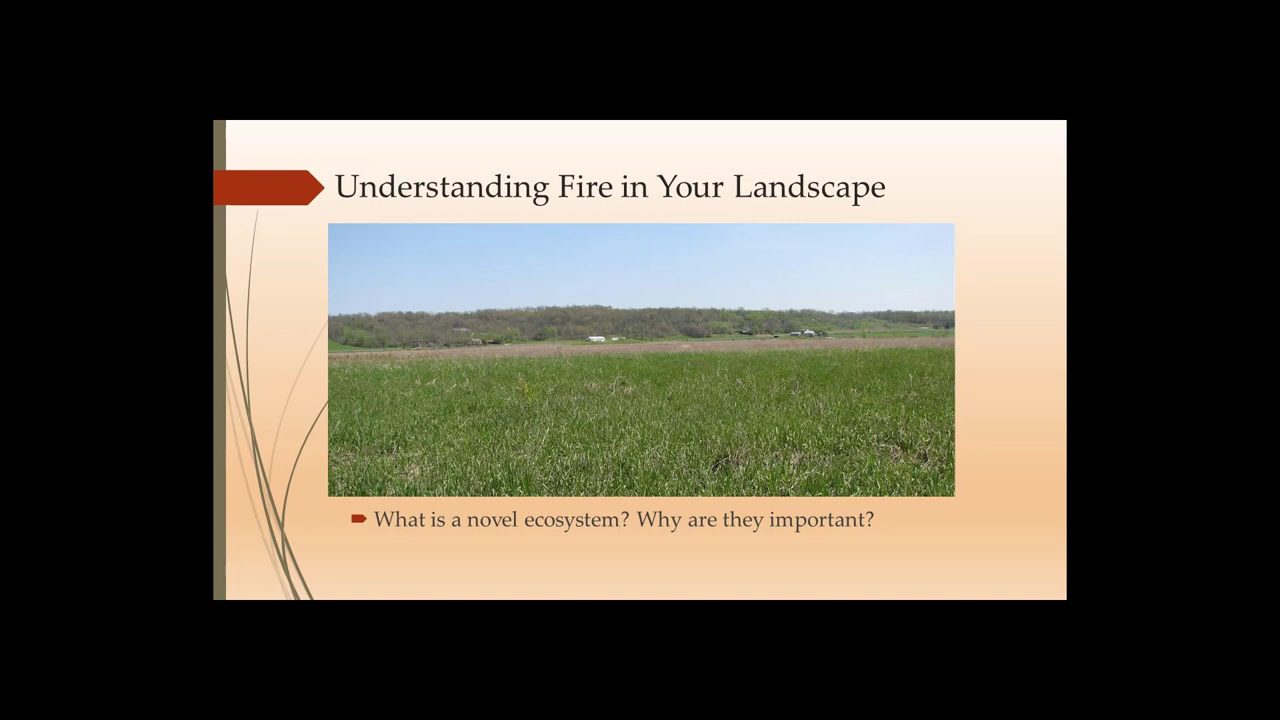 Understanding Fire in Your Landscape
What is a novel ecosystem? Why are they important?